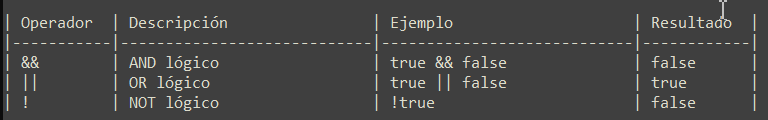 | Operador  | Descripción             | Ejemplo                 | Resultado  |
|-----------|-------------------------|-------------------------|------------|
| &&        | AND lógico              | true && false           | false      |
| ||        | OR lógico               | true || false           | true       |
| !         | NOT lógico              | !true                   | false      |